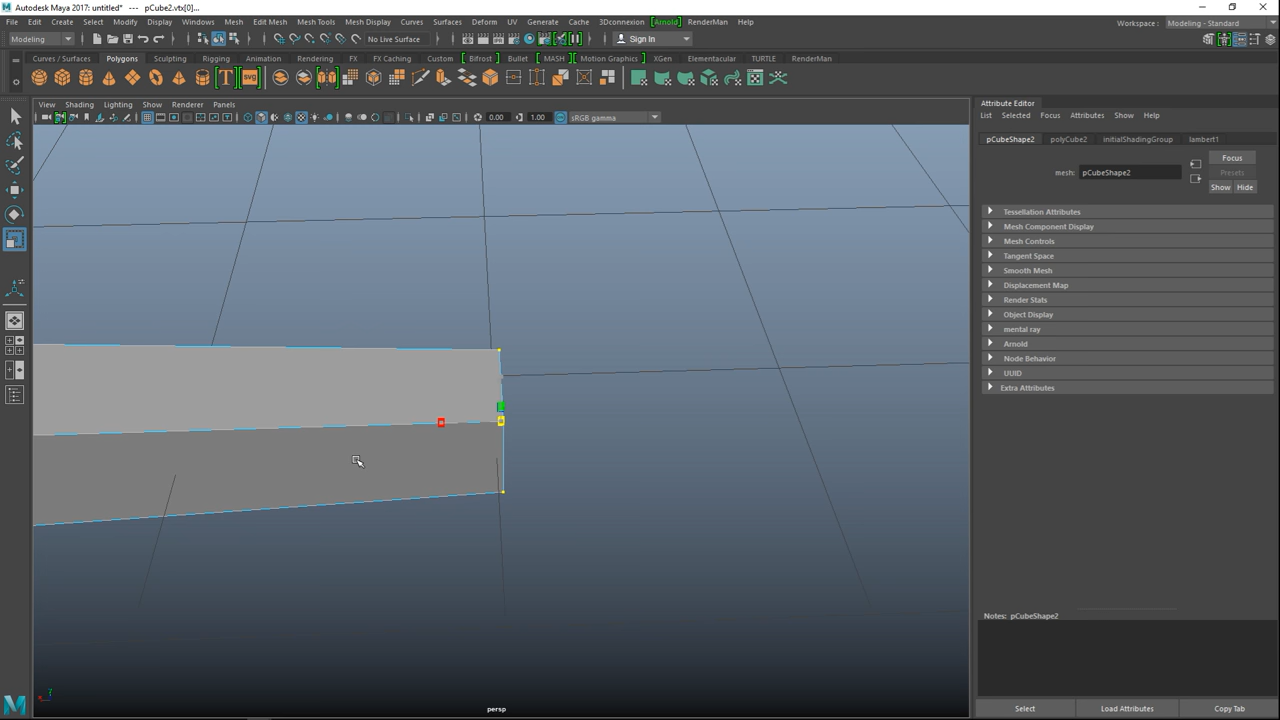 Autodesk Maya 2017: untitled* --- pCube2.vtx[0]...
File Edit Create Select Modify Display Windows Mesh Edit Mesh Mesh Tools Mesh Display Curves Surfaces Deform UV Generate Cache 3Dconnexion [Arnold] RenderMan Help
Workspace : Modeling - Standard
Modeling No Live Surface Sign In
Curves / Surfaces Polygons Sculpting Rigging Animation Rendering FX FX Caching Custom [ Bifrost ] Bullet [ MASH ] [ Motion Graphics ] XGen Elementacular TURTLE RenderMan
T SVG
View Shading Lighting Show Renderer Panels
0.00 1.00 sRGB gamma
persp
Attribute Editor
List Selected Focus Attributes Show Help
pCubeShape2 polyCube2 initialShadingGroup lambert1
mesh: pCubeShape2
Focus
Presets
Show Hide
Tessellation Attributes
Mesh Component Display
Mesh Controls
Tangent Space
Smooth Mesh
Displacement Map
Render Stats
Object Display
mental ray
Arnold
Node Behavior
UUID
Extra Attributes
Notes: pCubeShape2
Select Load Attributes Copy Tab